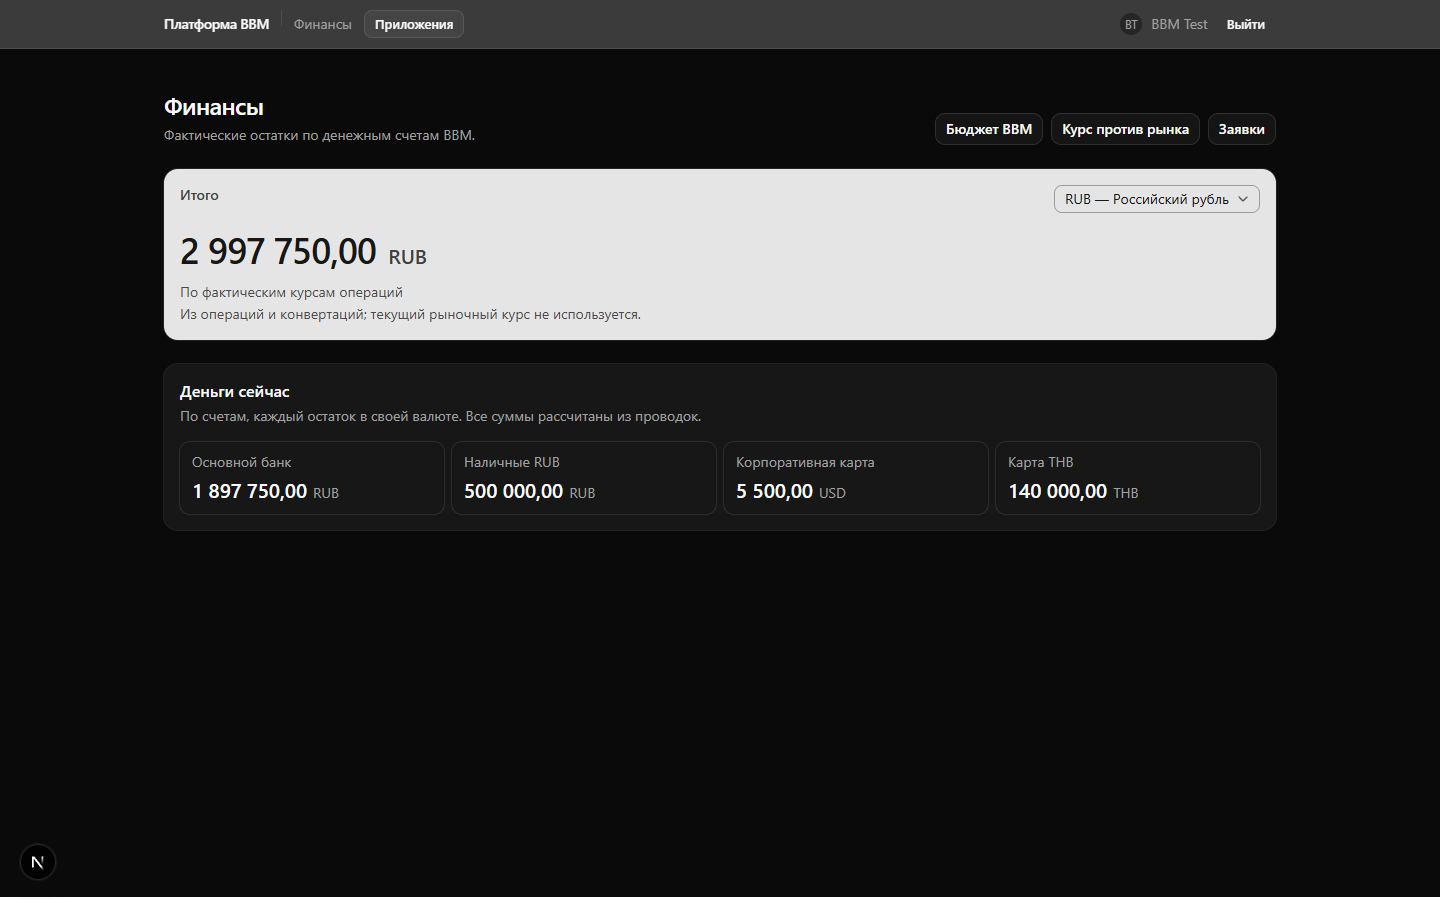 Платформа BBM Финансы Приложения BT BBM Test Выйти
Финансы
Фактические остатки по денежным счетам BBM.
Бюджет BBM Курс против рынка Заявки
Итого
RUB — Российский рубль
2 997 750,00 RUB
По фактическим курсам операций
Из операций и конвертаций; текущий рыночный курс не используется.
Деньги сейчас
По счетам, каждый остаток в своей валюте. Все суммы рассчитаны из проводок.
Основной банк
1 897 750,00 RUB
Наличные RUB
500 000,00 RUB
Корпоративная карта
5 500,00 USD
Карта THB
140 000,00 THB
N